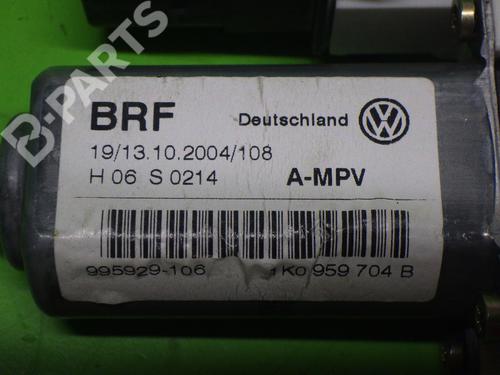 B-PARTS
BRF Deutschland
19/13.10.2004/108
H 06 S 0214 A-MPV
995929-106 1K0 959 704 B